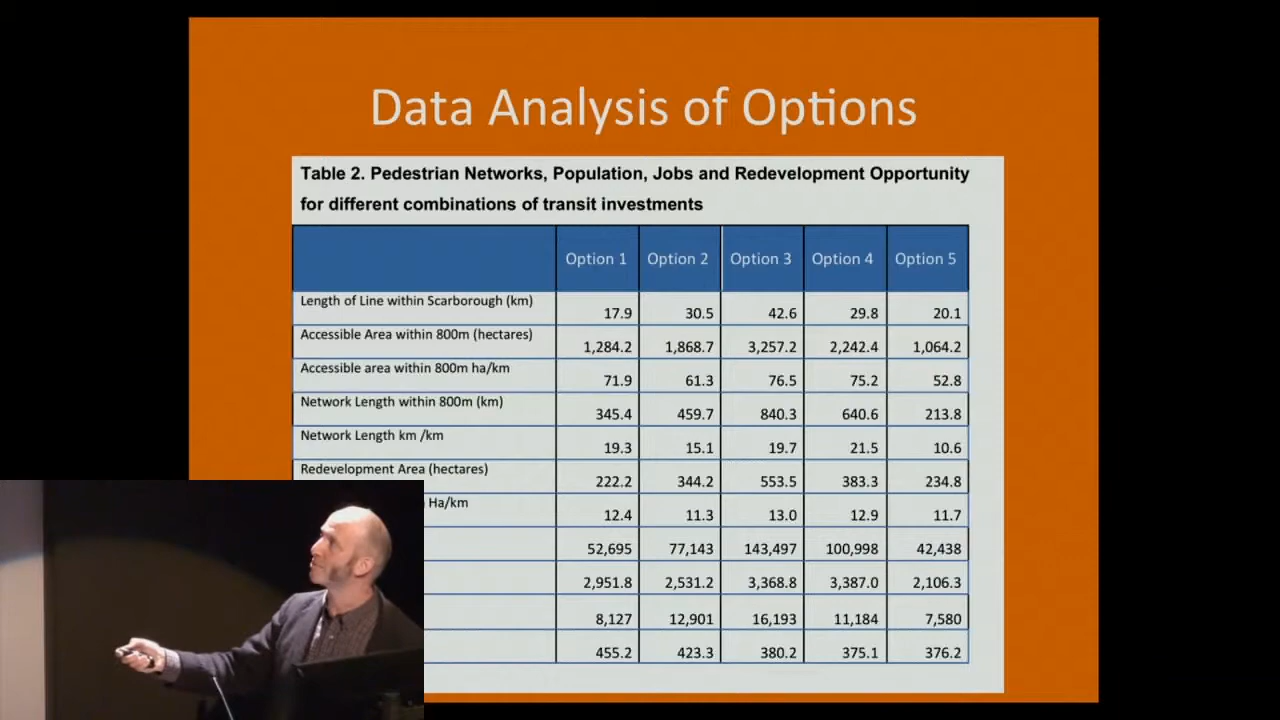 Data Analysis of Options
Table 2. Pedestrian Networks, Population, Jobs and Redevelopment Opportunity
for different combinations of transit investments
Option 1 Option 2 Option 3 Option 4 Option 5
Length of Line within Scarborough (km) 17.9 30.5 42.6 29.8 20.1
Accessible Area within 800m (hectares) 1,284.2 1,868.7 3,257.2 2,242.4 1,064.2
Accessible area within 800m ha/km 71.9 61.3 76.5 75.2 52.8
Network Length within 800m (km) 345.4 459.7 840.3 640.6 213.8
Network Length km /km 19.3 15.1 19.7 21.5 10.6
Redevelopment Area (hectares) 222.2 344.2 553.5 383.3 234.8
Ha/km 12.4 11.3 13.0 12.9 11.7
52,695 77,143 143,497 100,998 42,438
2,951.8 2,531.2 3,368.8 3,387.0 2,106.3
8,127 12,901 16,193 11,184 7,580
455.2 423.3 380.2 375.1 376.2